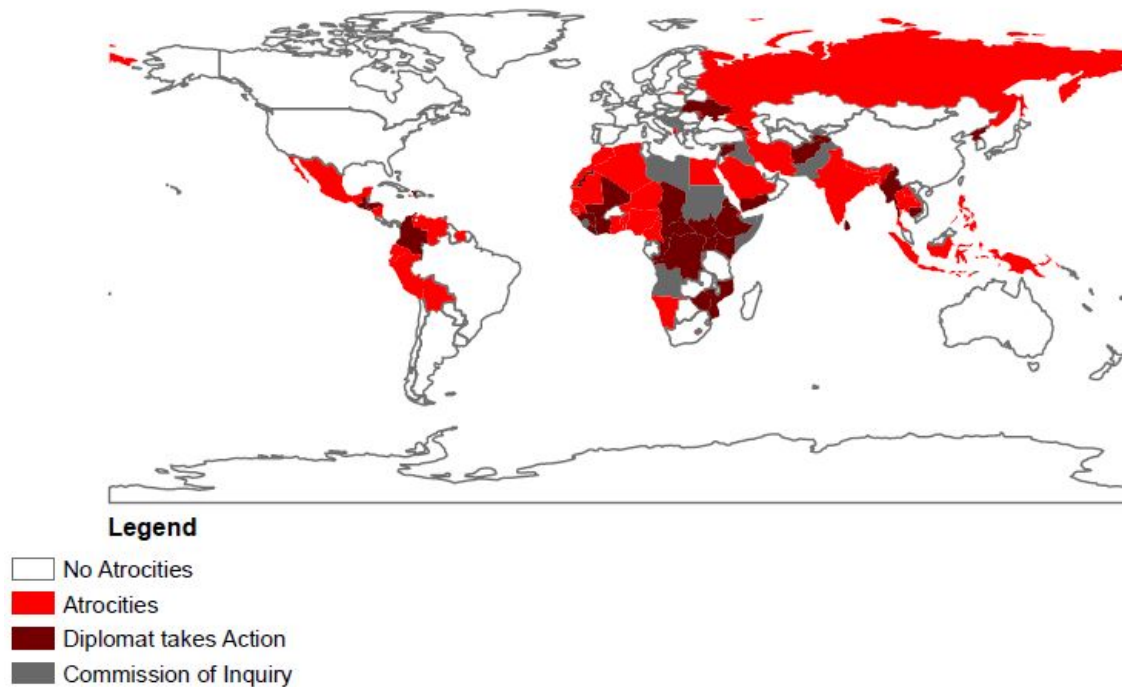 Legend
No Atrocities
Atrocities
Diplomat takes Action
Commission of Inquiry